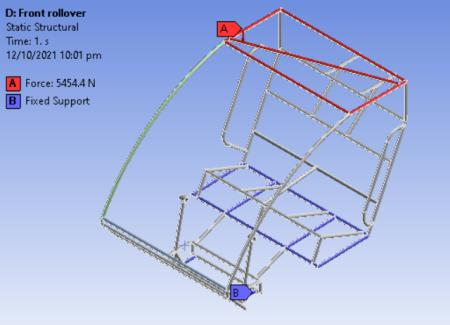 D: Front rollover
Static Structural
Time: 1. s
12/10/2021 10:01 pm
A Force: 5454.4 N
B Fixed Support
A
B